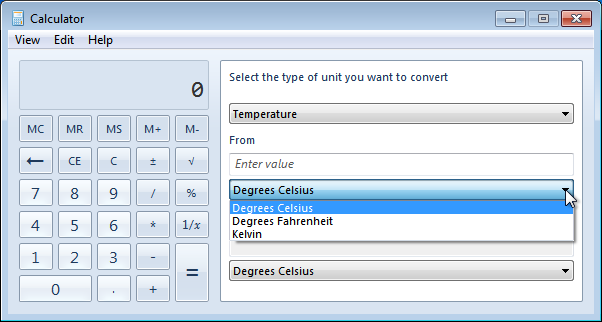 Calculator
View Edit Help
0
MC MR MS M+ M-
← CE C ± √
7 8 9 / %
4 5 6 * 1/x
1 2 3 - =
0 . +
Select the type of unit you want to convert
Temperature
From
Enter value
Degrees Celsius
Degrees Celsius
Degrees Fahrenheit
Kelvin
Degrees Celsius